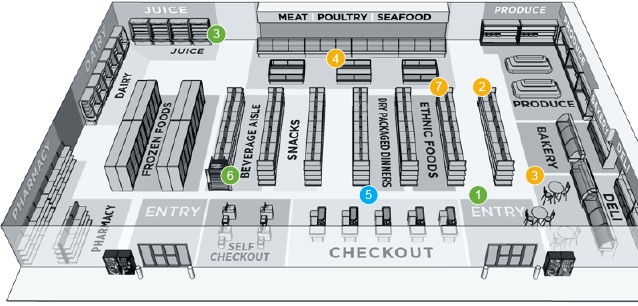 JUICE
MEAT POULTRY SEAFOOD
PRODUCE
DAIRY
JUICE
3
4
PRODUCE
DAIRY
7
2
PRODUCE
FROZEN FOODS
BEVERAGE AISLE
SNACKS
DRY PACKAGED DINNERS
ETHNIC FOODS
BAKERY
PHARMACY
6
5
1
3
DELI
PHARMACY
ENTRY
SELF
CHECKOUT
CHECKOUT
ENTRY